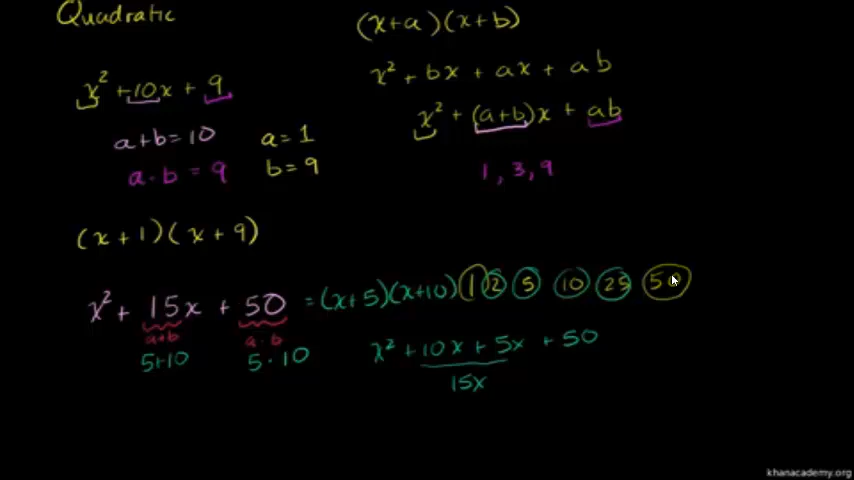 Quadratic
(x+a)(x+b)
x² + bx + ax + ab
x² +10x + 9
x² + (a+b)x + ab
a+b=10 a=1
a·b = 9 b=9
1, 3, 9
(x+1)(x+9)
x² + 15x + 50 = (x+5)(x+10) 1 2 5 10 25 50
a+b a·b
5+10 5·10
x² +10x + 5x + 50
15x
khanacademy.org